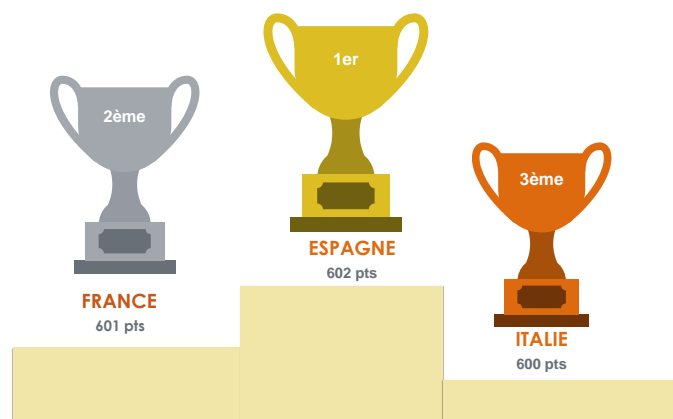 2ème
FRANCE
601 pts
1er
ESPAGNE
602 pts
3ème
ITALIE
600 pts